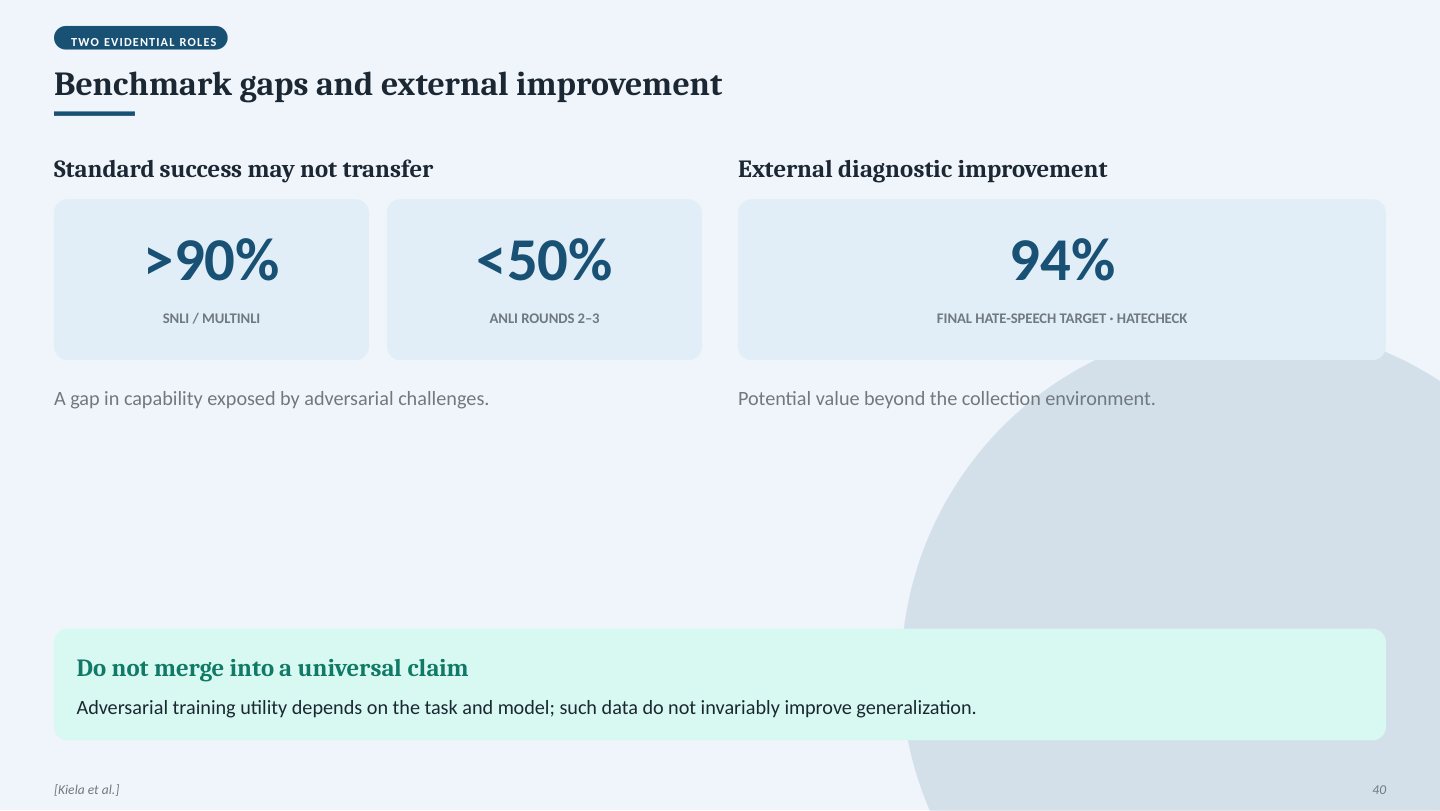 TWO EVIDENTIAL ROLES
Benchmark gaps and external improvement
Standard success may not transfer
>90%
SNLI / MULTINLI
<50%
ANLI ROUNDS 2–3
A gap in capability exposed by adversarial challenges.
External diagnostic improvement
94%
FINAL HATE-SPEECH TARGET · HATECHECK
Potential value beyond the collection environment.
Do not merge into a universal claim
Adversarial training utility depends on the task and model; such data do not invariably improve generalization.
[Kiela et al.]
40